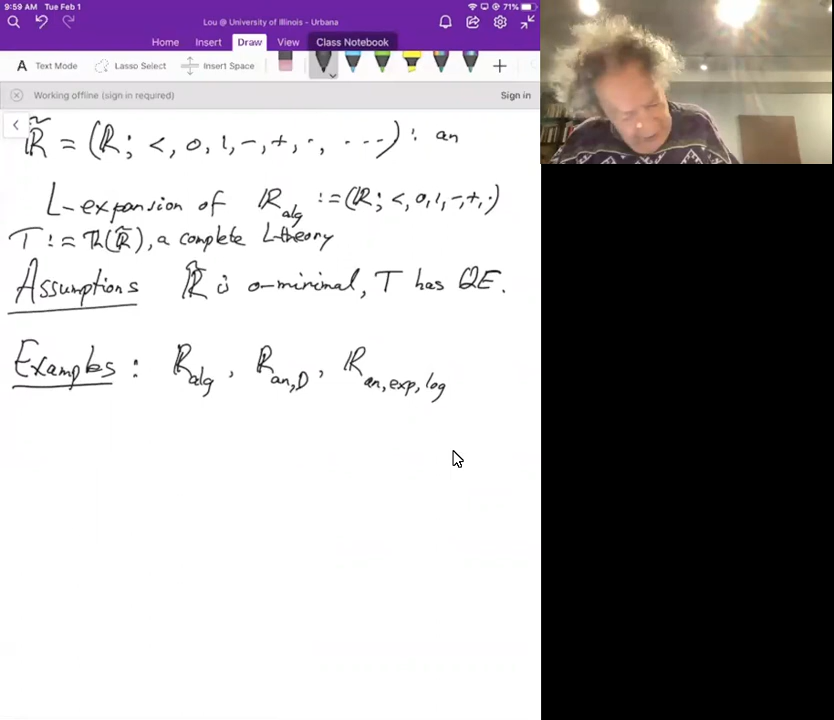 9:59 AM Tue Feb 1
71%
Lou @ University of Illinois - Urbana
Home Insert Draw View Class Notebook
A Text Mode Lasso Select Insert Space
Working offline (sign in required) Sign in
ℝ̃ = (ℝ; <, 0, 1, -, +, ·, ···) : an
L-expansion of ℝ_alg := (ℝ; <, 0, 1, -, +, ·)
T := Th(ℝ̃), a complete L-theory
Assumptions ℝ̃ is o-minimal, T has QE.
Examples : ℝ_alg, ℝ_an,D, ℝ_an,exp,log